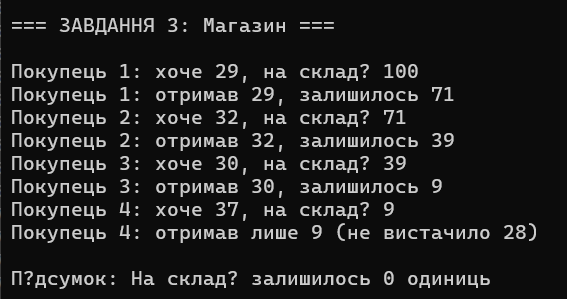 === ЗАВДАННЯ 3: Магазин ===
Покупець 1: хоче 29, на склад? 100
Покупець 1: отримав 29, залишилось 71
Покупець 2: хоче 32, на склад? 71
Покупець 2: отримав 32, залишилось 39
Покупець 3: хоче 30, на склад? 39
Покупець 3: отримав 30, залишилось 9
Покупець 4: хоче 37, на склад? 9
Покупець 4: отримав лише 9 (не вистачило 28)
П?дсумок: На склад? залишилось 0 одиниць